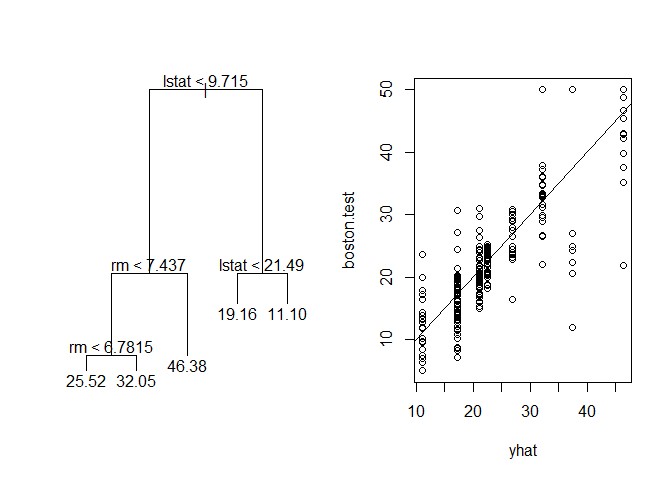 lstat < 9.715
rm < 7.437
lstat < 21.49
19.16 11.10
rm < 6.7815
46.38
25.52 32.05
boston.test
50
40
30
20
10
10 20 30 40
yhat